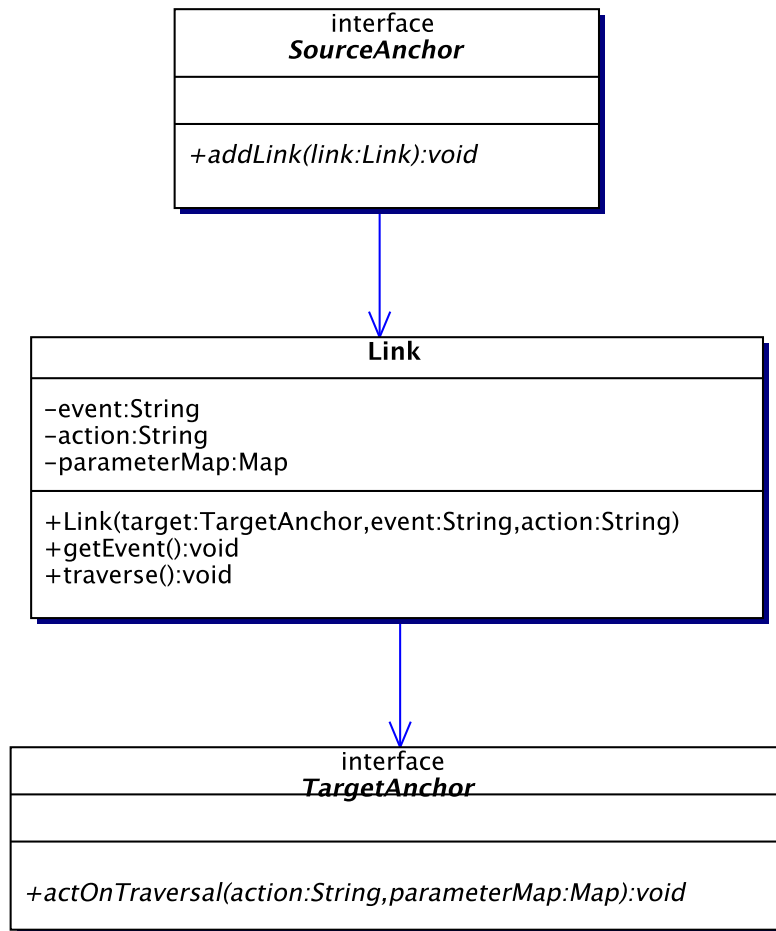 interface
SourceAnchor
+addLink(link:Link):void
Link
-event:String
-action:String
-parameterMap:Map
+Link(target:TargetAnchor,event:String,action:String)
+getEvent():void
+traverse():void
interface
TargetAnchor
+actOnTraversal(action:String,parameterMap:Map):void